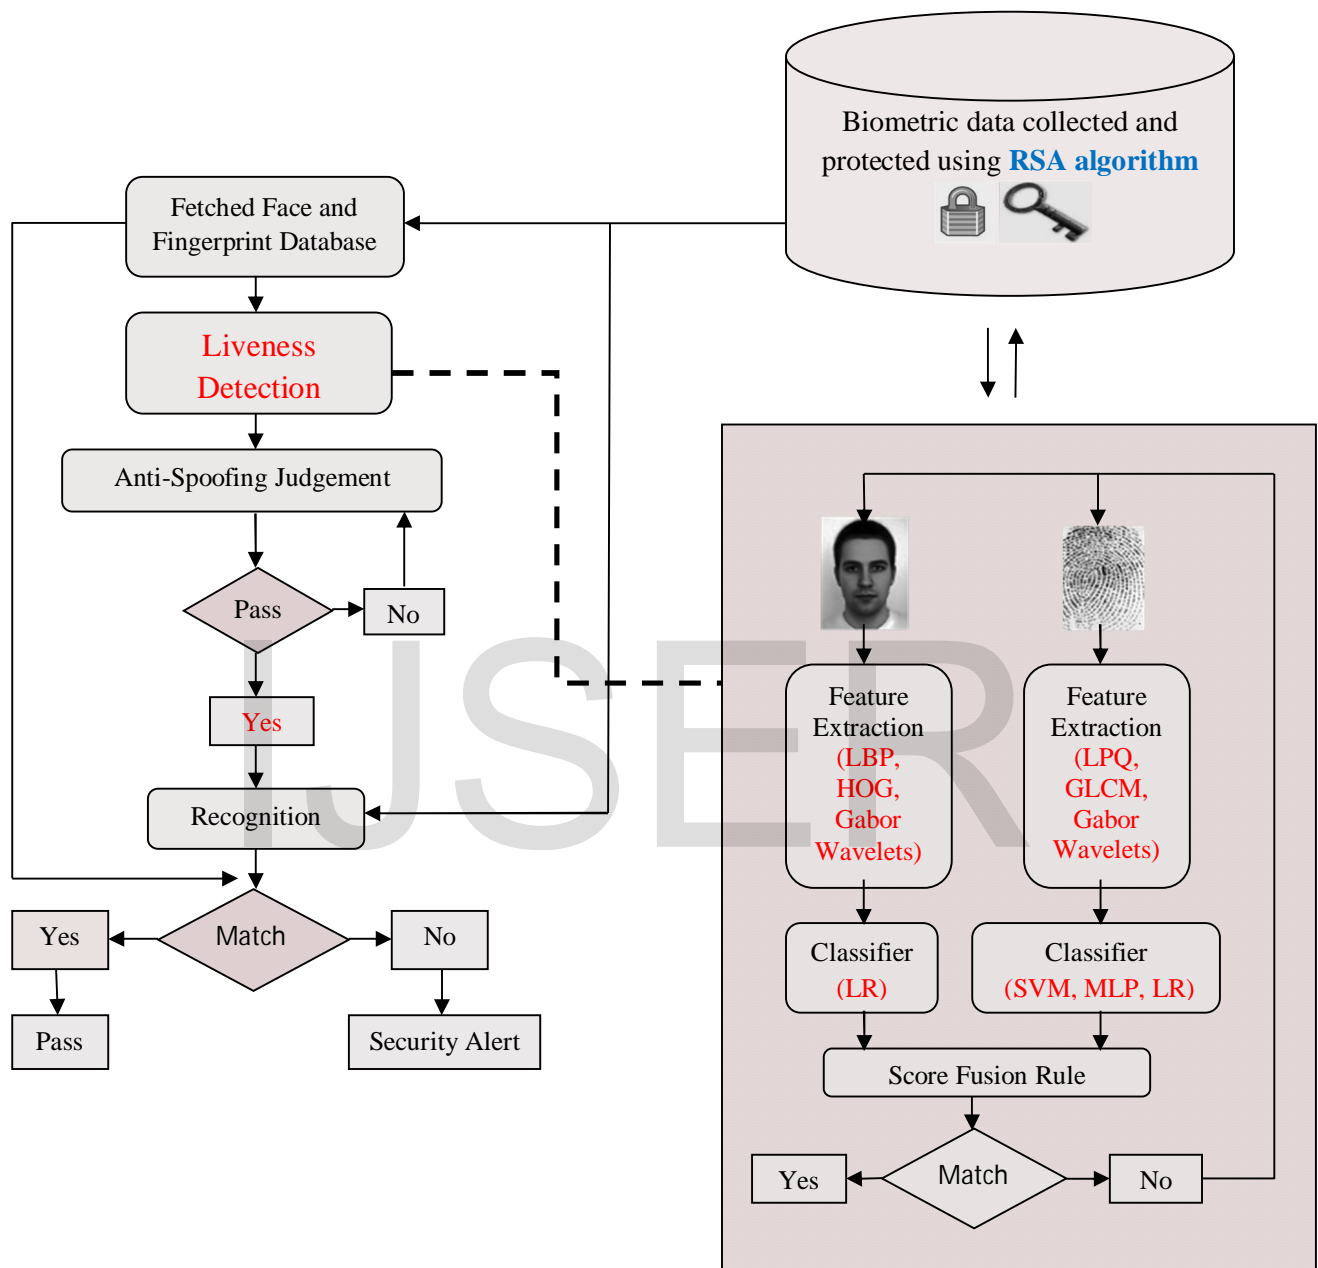 Biometric data collected and
protected using RSA algorithm
Fetched Face and
Fingerprint Database
Liveness
Detection
Anti-Spoofing Judgement
Pass
No
Yes
Recognition
Match
Yes
No
Pass
Security Alert
Feature
Extraction
(LBP,
HOG,
Gabor
Wavelets)
Feature
Extraction
(LPQ,
GLCM,
Gabor
Wavelets)
Classifier
(LR)
Classifier
(SVM, MLP, LR)
Score Fusion Rule
Match
Yes
No
IJSER